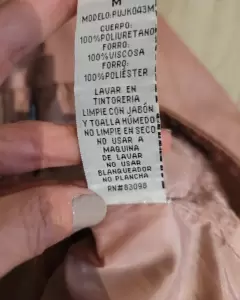 M
MODELO:PUJK043M
CUERPO:
100%POLIURETANO
FORRO:
100%VISCOSA
FORRO:
100%POLIÉSTER
LAVAR EN
TINTORERIA
LIMPIE CON JABÓN
Y TOALLA HÚMEDO
NO LIMPIE EN SECO
NO USAR A
MAQUINA
DE LAVAR
NO USAR
BLANQUEADOR
NO PLANCHA
RN#83098